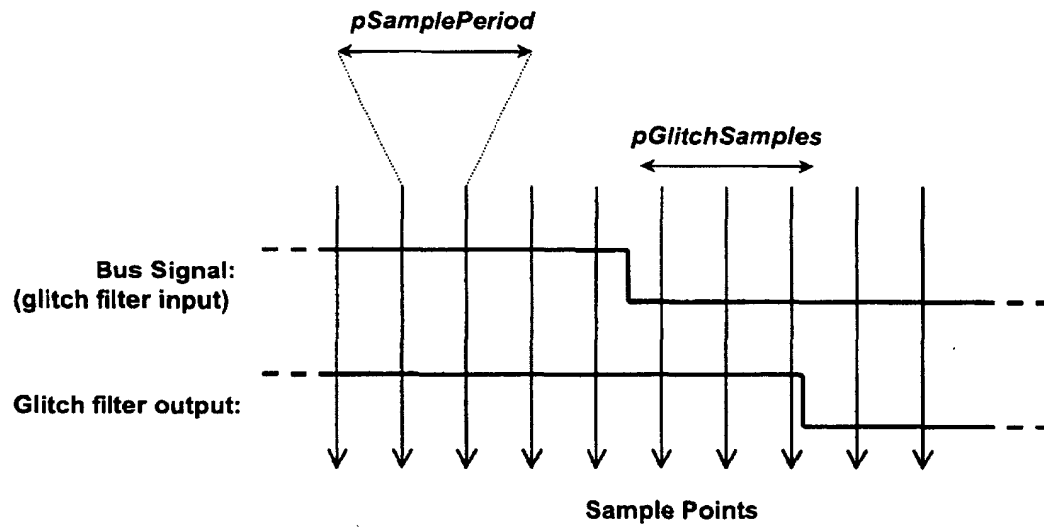 pSamplePeriod
pGlitchSamples
Bus Signal:
(glitch filter input)
Glitch filter output:
Sample Points